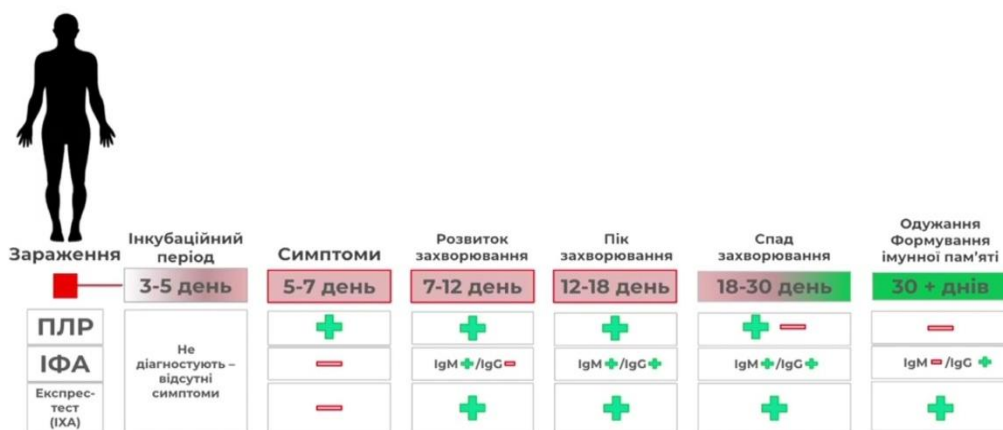 Зараження
Інкубаційний
період
Симптоми
Розвиток
захворювання
Пік
захворювання
Спад
захворювання
Одужання
Формування
імунної пам’яті
3-5 день
5-7 день
7-12 день
12-18 день
18-30 день
30 + днів
ПЛР
ІФА
Експрес-
тест
(ІХА)
Не
діагностують –
відсутні
симптоми
+
+
+
+ −
−
−
IgM + /IgG −
IgM + /IgG +
IgM + /IgG +
IgM − /IgG +
−
+
+
+
+